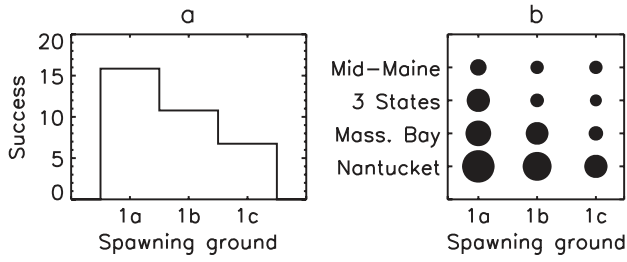 a
20
15
10
5
0
Success
1a 1b 1c
Spawning ground
b
Mid-Maine
3 States
Mass. Bay
Nantucket
1a 1b 1c
Spawning ground